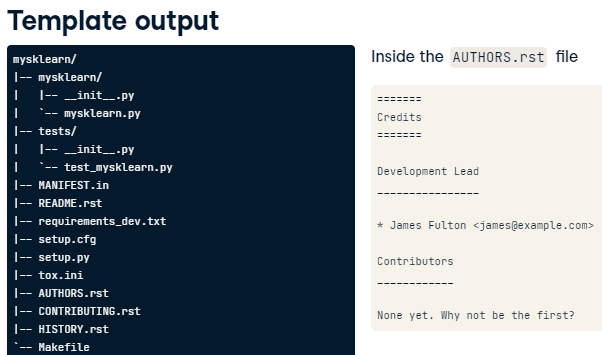 Template output
mysklearn/
|-- mysklearn/
|   |-- __init__.py
|   `-- mysklearn.py
|-- tests/
|   |-- __init__.py
|   `-- test_mysklearn.py
|-- MANIFEST.in
|-- README.rst
|-- requirements_dev.txt
|-- setup.cfg
|-- setup.py
|-- tox.ini
|-- AUTHORS.rst
|-- CONTRIBUTING.rst
|-- HISTORY.rst
`-- Makefile
Inside the AUTHORS.rst file
=======
Credits
=======
Development Lead
----------------
* James Fulton <james@example.com>
Contributors
------------
None yet. Why not be the first?